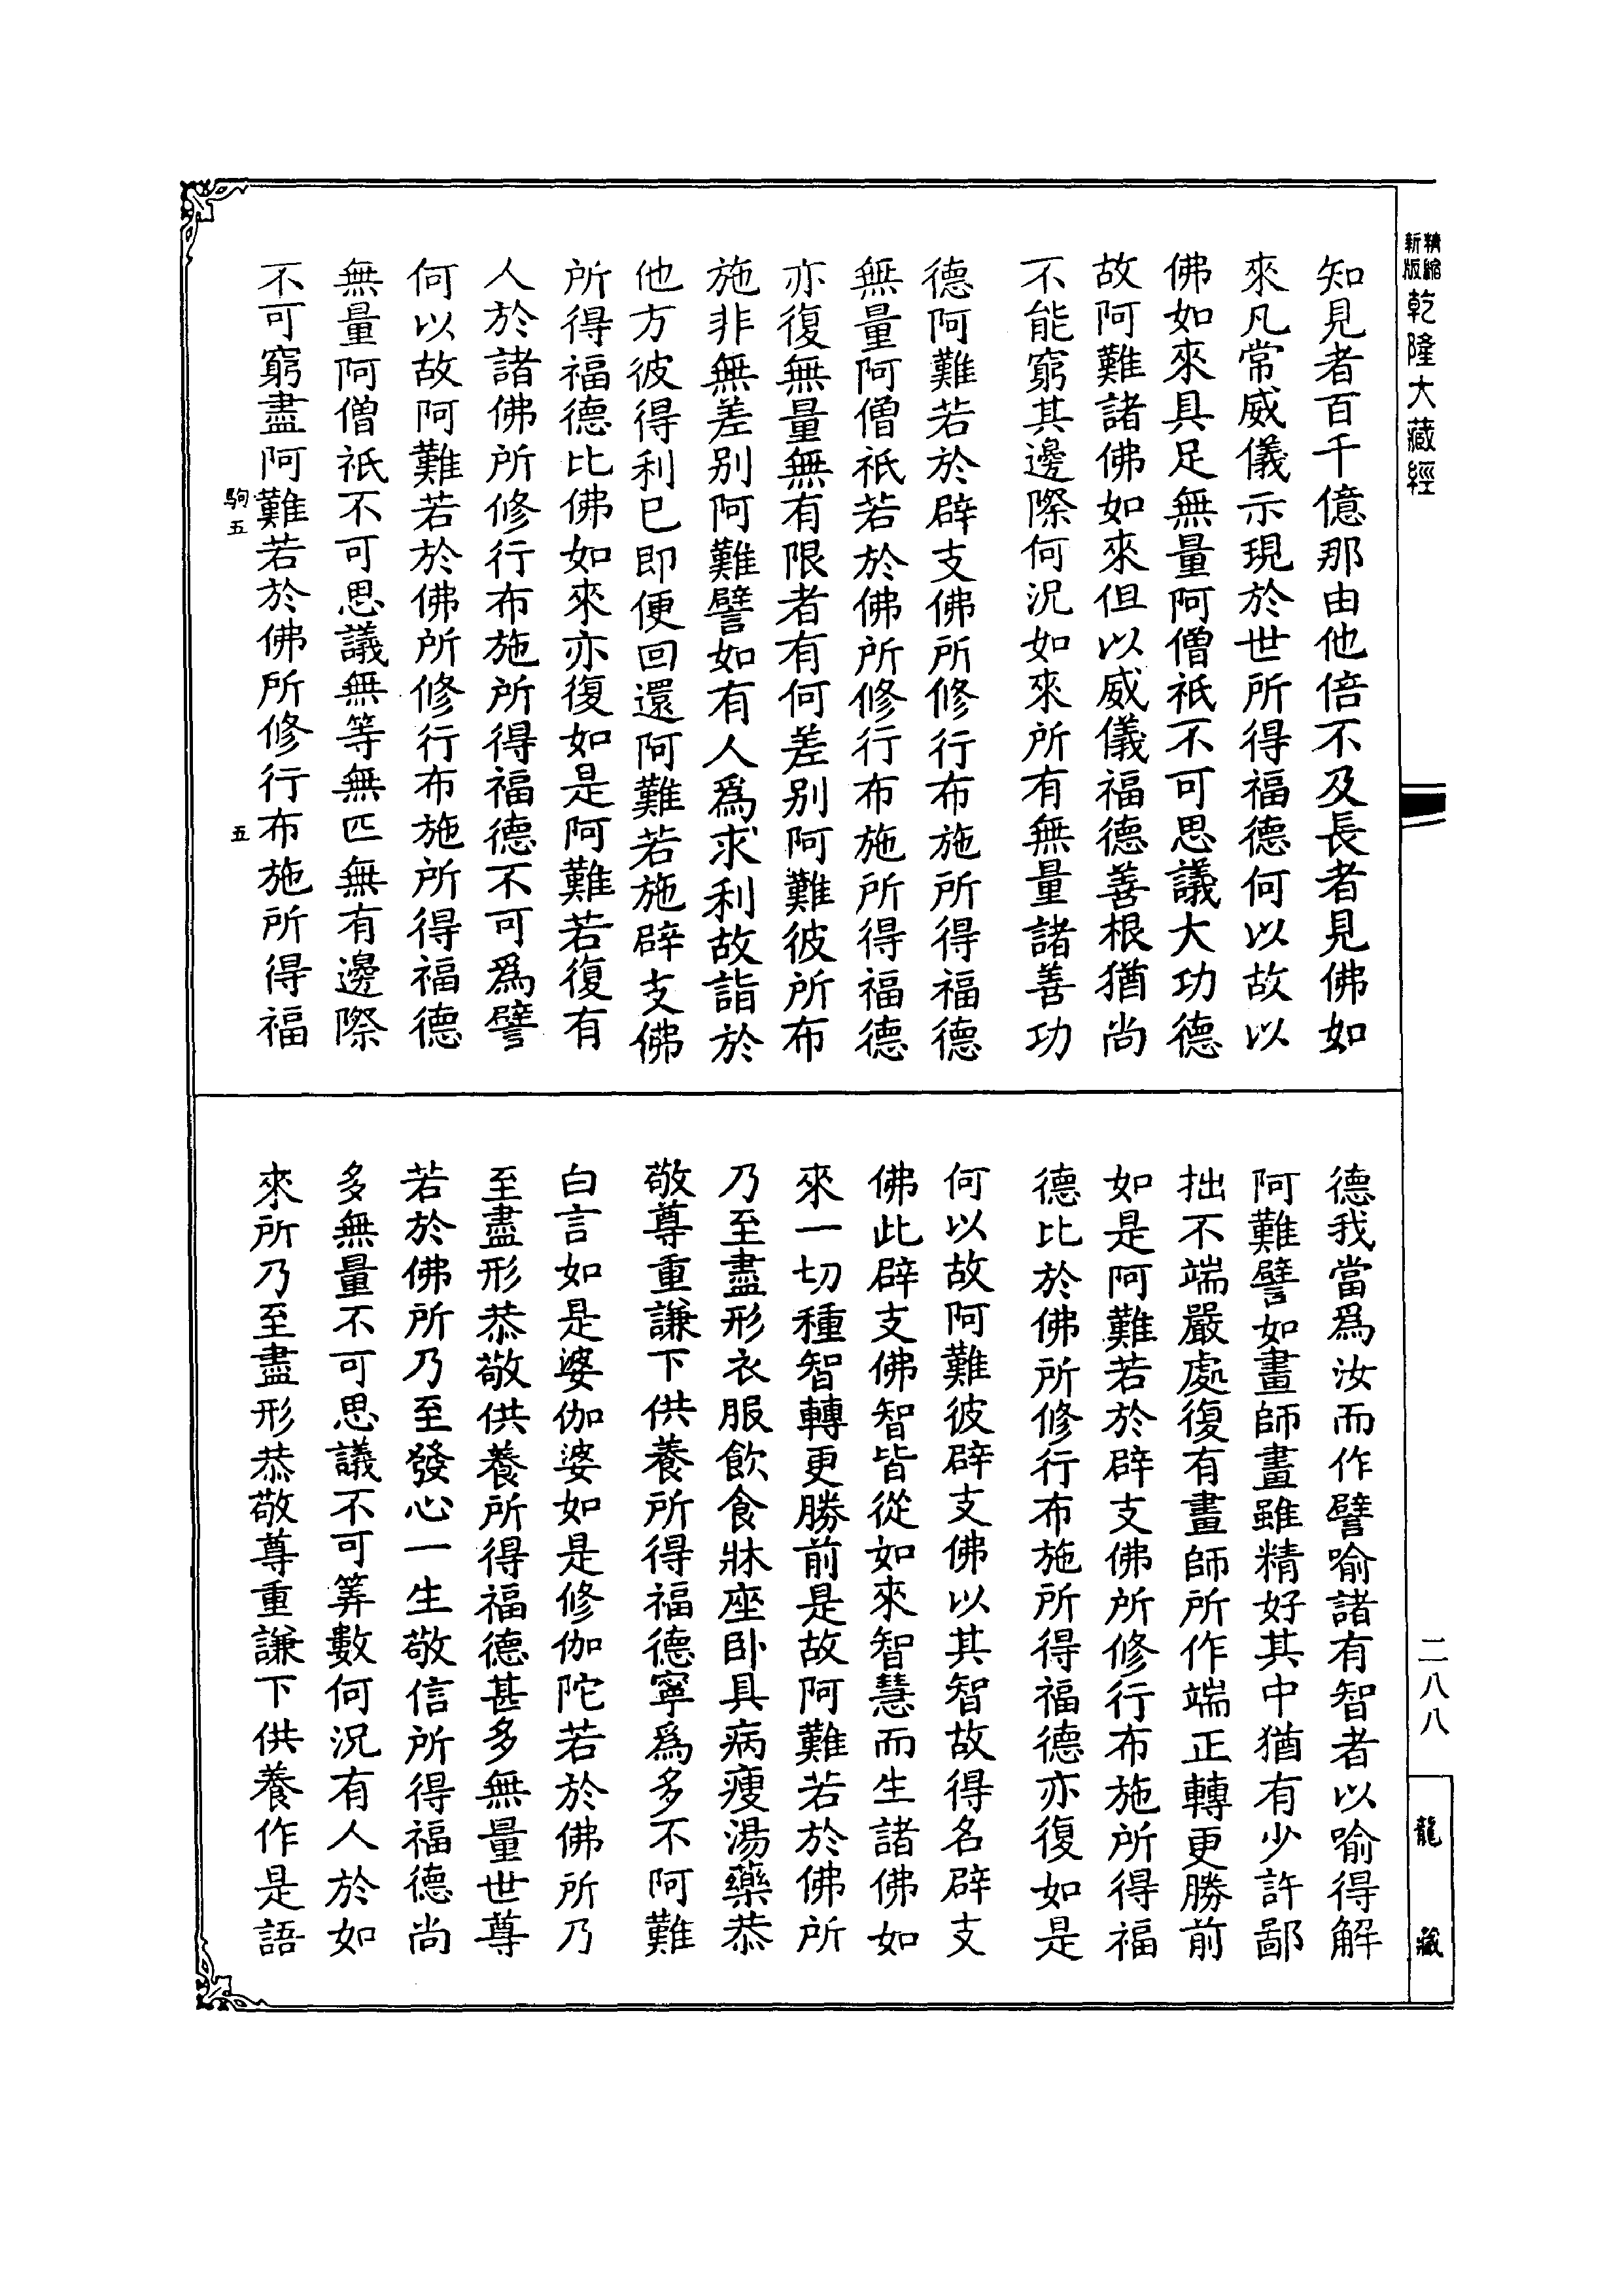 精縮
新版
乾隆大藏經
知見者百千億那由他倍不及長者見佛如
來凡常威儀示現於世所得福德何以故以
佛如來具足無量阿僧祇不可思議大功德
故阿難諸佛如來但以威儀福德善根猶尚
不能窮其邊際何況如來所有無量諸善功
德阿難若於辟支佛所修行布施所得福德
無量阿僧祇若於佛所修行布施所得福德
亦復無量無有限者有何差別阿難彼所布
施非無差別阿難譬如有人為求利故詣於
他方彼得利已即便回還阿難若施辟支佛
所得福德比佛如來亦復如是阿難若復有
人於諸佛所修行布施所得福德不可為譬
何以故阿難若於佛所修行布施所得福德
無量阿僧祇不可思議無等無匹無有邊際
不可窮盡阿難若於佛所修行布施所得福
駒五
五
德我當為汝而作譬喻諸有智者以喻得解
阿難譬如畫師畫雖精好其中猶有少許鄙
拙不端嚴處復有畫師所作端正轉更勝前
如是阿難若於辟支佛所修行布施所得福
德比於佛所修行布施所得福德亦復如是
何以故阿難彼辟支佛以其智故得名辟支
佛此辟支佛智皆從如來智慧而生諸佛如
來一切種智轉更勝前是故阿難若於佛所
乃至盡形衣服飲食牀座臥具病瘦湯藥恭
敬尊重謙下供養所得福德寧為多不阿難
白言如是婆伽婆如是修伽陀若於佛所乃
至盡形恭敬供養所得福德甚多無量世尊
若於佛所乃至發心一生敬信所得福德尚
多無量不可思議不可筭數何況有人於如
來所乃至盡形恭敬尊重謙下供養作是語
二八八
龍藏